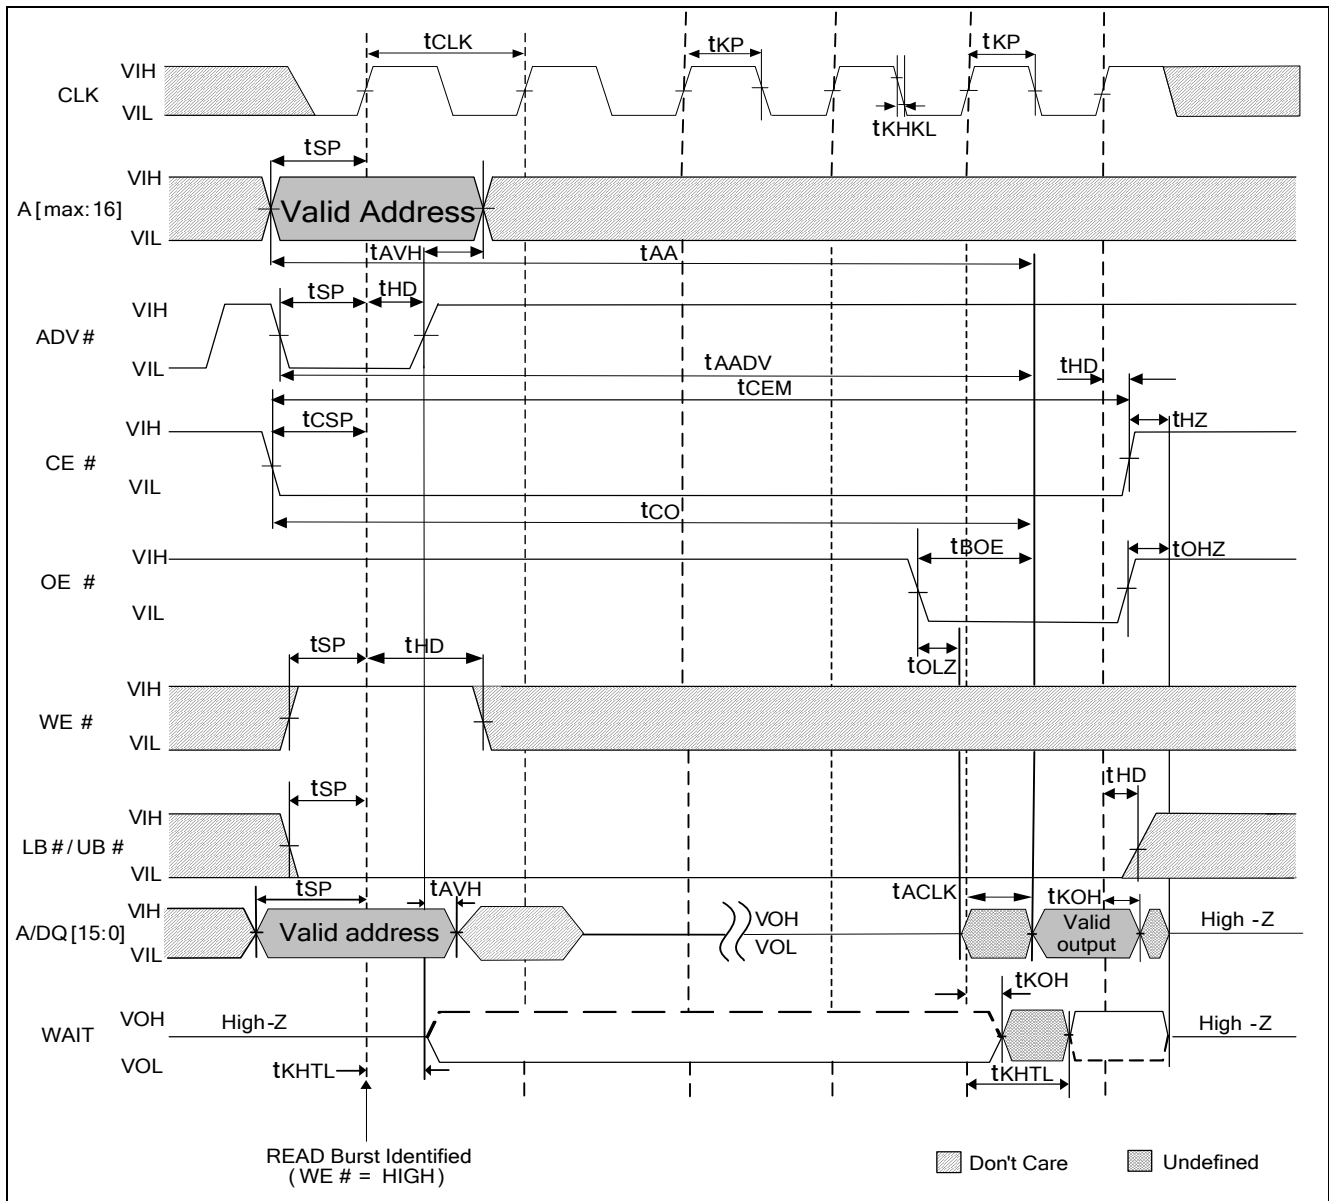 tCLK
tKP
tKP
VIH
CLK
VIL
tKHKL
tSP
VIH
A[max:16]
Valid Address
VIL
tAVH
tAA
tSP
tHD
VIH
ADV#
VIL
tAADV
tHD
tCEM
tCSP
tHZ
VIH
CE #
VIL
tCO
tBOE
tOHZ
VIH
OE #
VIL
tSP
tHD
tOLZ
VIH
WE #
VIL
tSP
tHD
VIH
LB#/UB #
VIL
tSP
tAVH
tACLK
tKOH
VIH
A/DQ[15:0]
Valid address
VOH
Valid
output
High -Z
VIL
VOL
tKOH
VOH
WAIT
High-Z
High -Z
VOL
tKHTL
tKHTL
READ Burst Identified
(WE # = HIGH)
Don't Care
Undefined